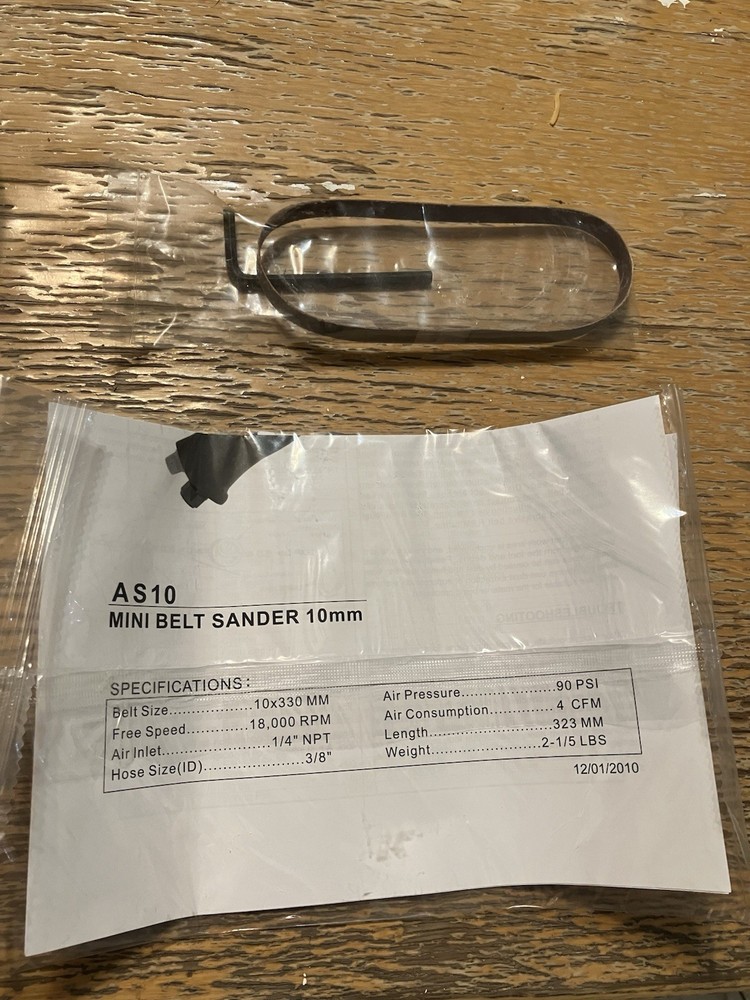 AS10
MINI BELT SANDER 10mm
SPECIFICATIONS:
Belt Size..............10x330 MM
Free Speed.............18,000 RPM
Air Inlet.......................1/4" NPT
Hose Size(ID)......................3/8"
Air Pressure....................90 PSI
Air Consumption..............4 CFM
Length.........................323 MM
Weight.......................2-1/5 LBS
12/01/2010